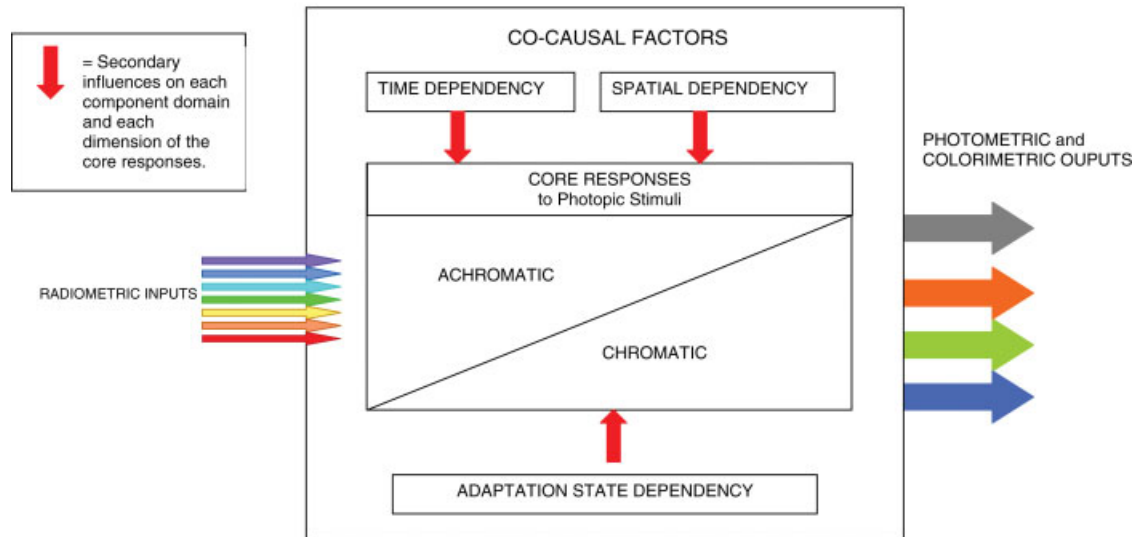 = Secondary
influences on each
component domain
and each
dimension of the
core responses.
CO-CAUSAL FACTORS
TIME DEPENDENCY
SPATIAL DEPENDENCY
PHOTOMETRIC and
COLORIMETRIC OUPUTS
CORE RESPONSES
to Photopic Stimuli
ACHROMATIC
RADIOMETRIC INPUTS
CHROMATIC
ADAPTATION STATE DEPENDENCY